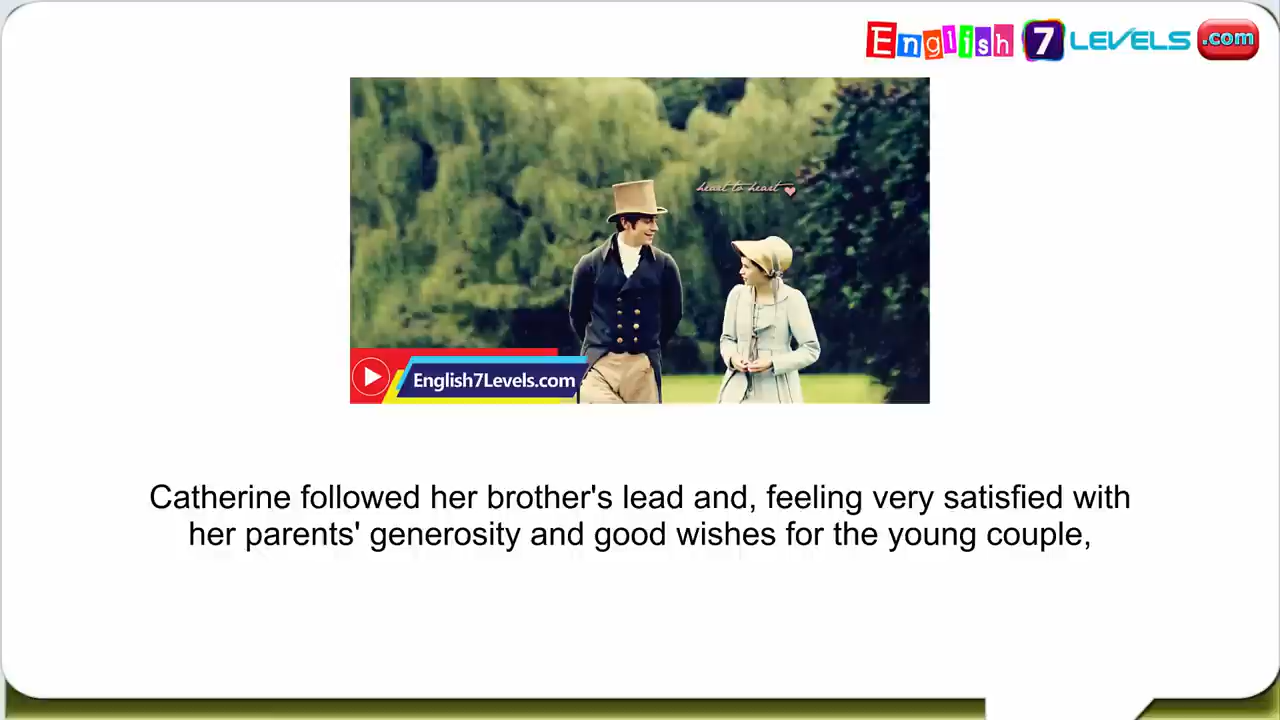 English 7 LEVELS .com
heart to heart
English7Levels.com
Catherine followed her brother's lead and, feeling very satisfied with
her parents' generosity and good wishes for the young couple,